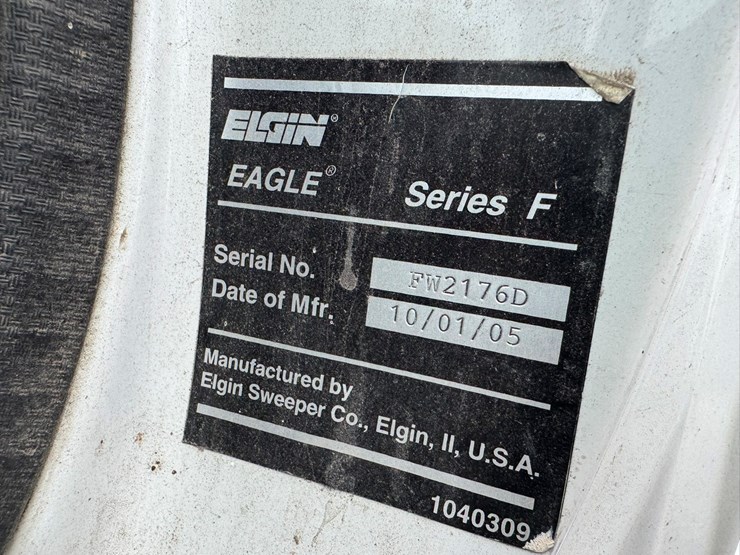 ELGIN®
EAGLE® Series F
Serial No. FW2176D
Date of Mfr. 10/01/05
Manufactured by
Elgin Sweeper Co., Elgin, Il, U.S.A.
1040309